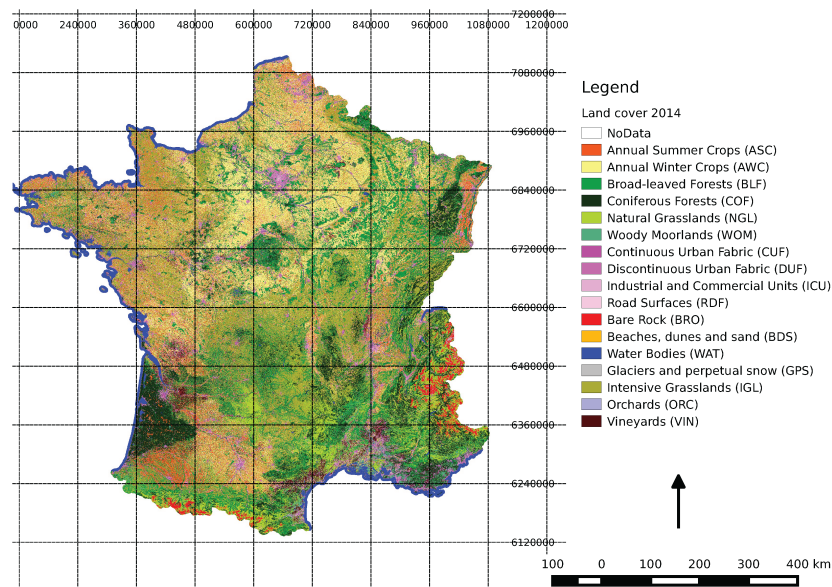 7200000
0000 240000 360000 480000 600000 720000 840000 960000 1080000 1200000
7080000
6960000
6840000
6720000
6600000
6480000
6360000
6240000
6120000
Legend
Land cover 2014
NoData
Annual Summer Crops (ASC)
Annual Winter Crops (AWC)
Broad-leaved Forests (BLF)
Coniferous Forests (COF)
Natural Grasslands (NGL)
Woody Moorlands (WOM)
Continuous Urban Fabric (CUF)
Discontinuous Urban Fabric (DUF)
Industrial and Commercial Units (ICU)
Road Surfaces (RDF)
Bare Rock (BRO)
Beaches, dunes and sand (BDS)
Water Bodies (WAT)
Glaciers and perpetual snow (GPS)
Intensive Grasslands (IGL)
Orchards (ORC)
Vineyards (VIN)
100 0 100 200 300 400 km